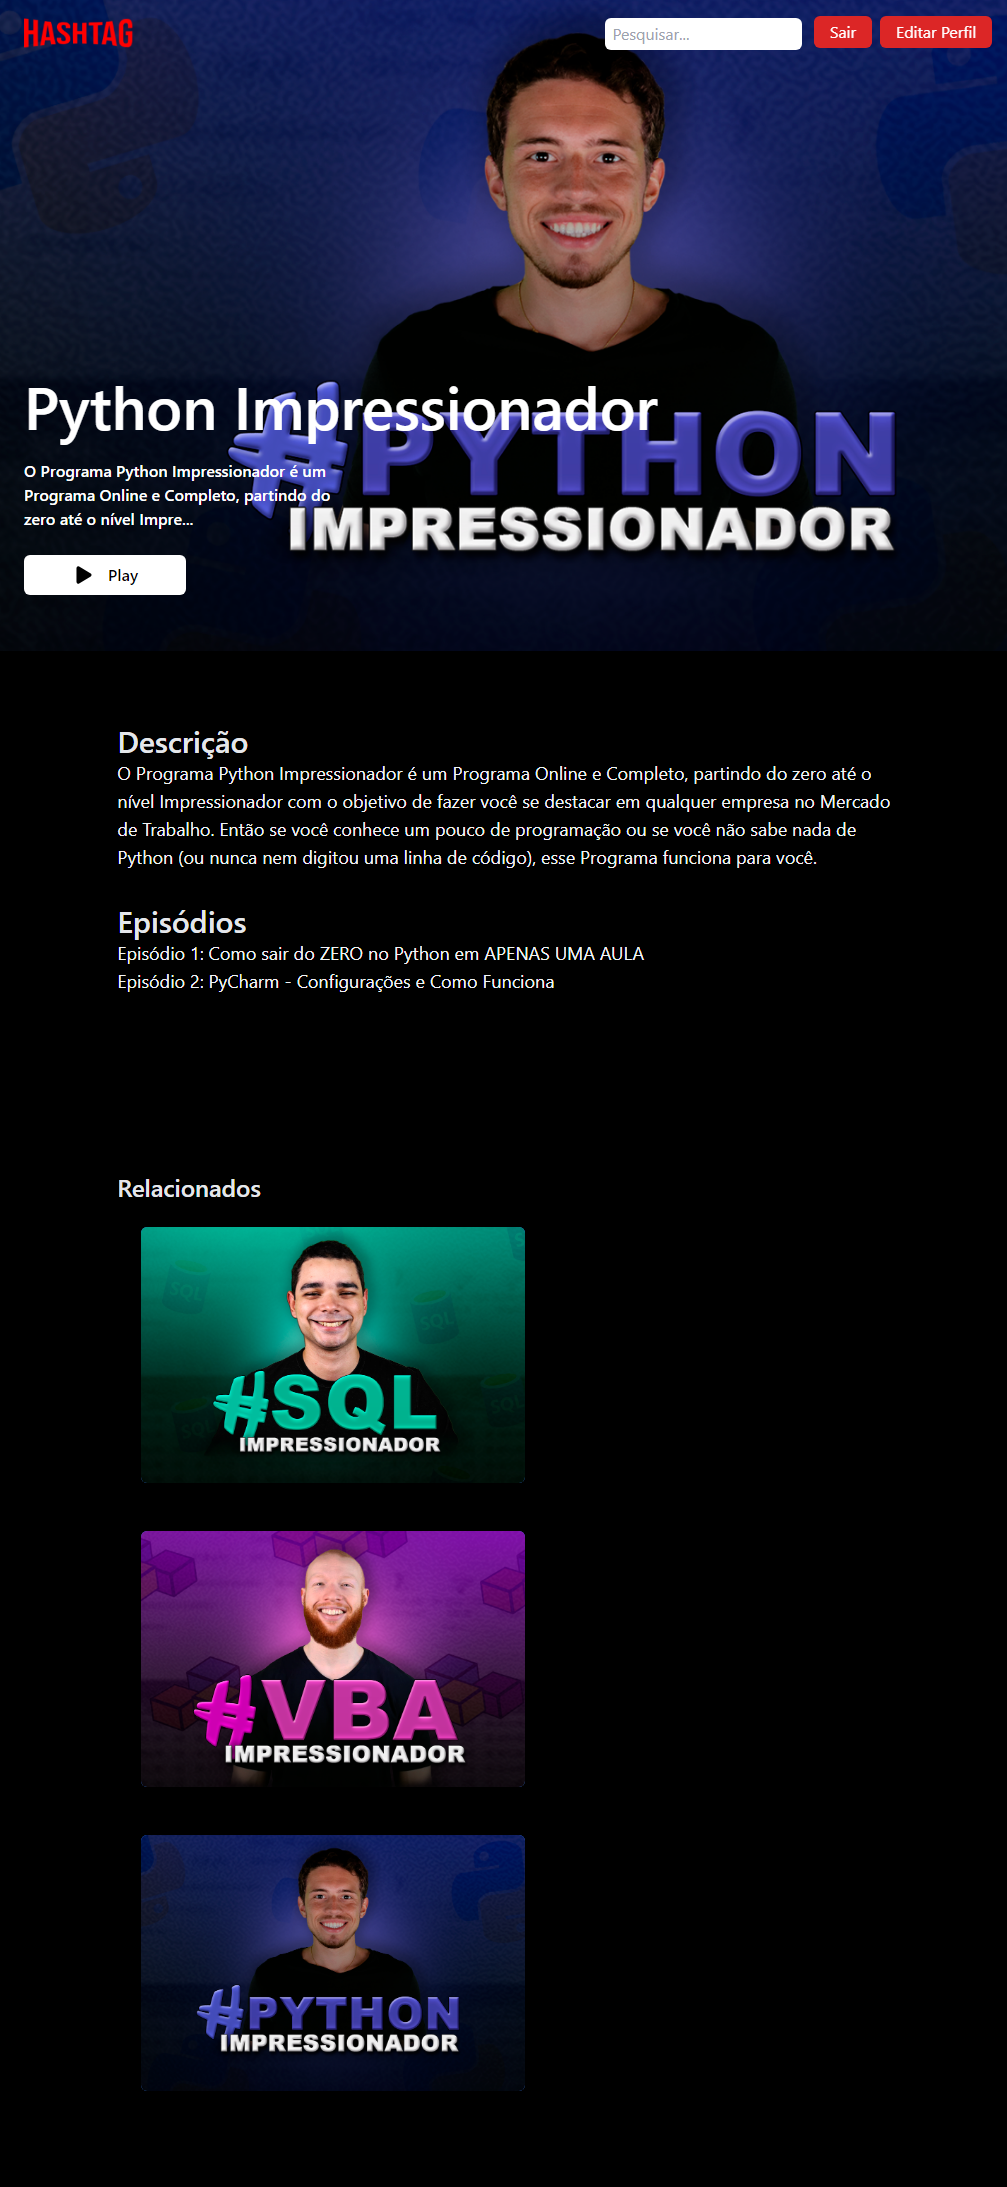 HASHTAG
Pesquisar...
Sair
Editar Perfil
Python Impressionador
#PYTHON
IMPRESSIONADOR
O Programa Python Impressionador é um
Programa Online e Completo, partindo do
zero até o nível Impre...
Play
Descrição
O Programa Python Impressionador é um Programa Online e Completo, partindo do zero até o
nível Impressionador com o objetivo de fazer você se destacar em qualquer empresa no Mercado
de Trabalho. Então se você conhece um pouco de programação ou se você não sabe nada de
Python (ou nunca nem digitou uma linha de código), esse Programa funciona para você.
Episódios
Episódio 1: Como sair do ZERO no Python em APENAS UMA AULA
Episódio 2: PyCharm - Configurações e Como Funciona
Relacionados
SQL
SQL
SQL
SQL
#SQL
IMPRESSIONADOR
#VBA
IMPRESSIONADOR
#PYTHON
IMPRESSIONADOR